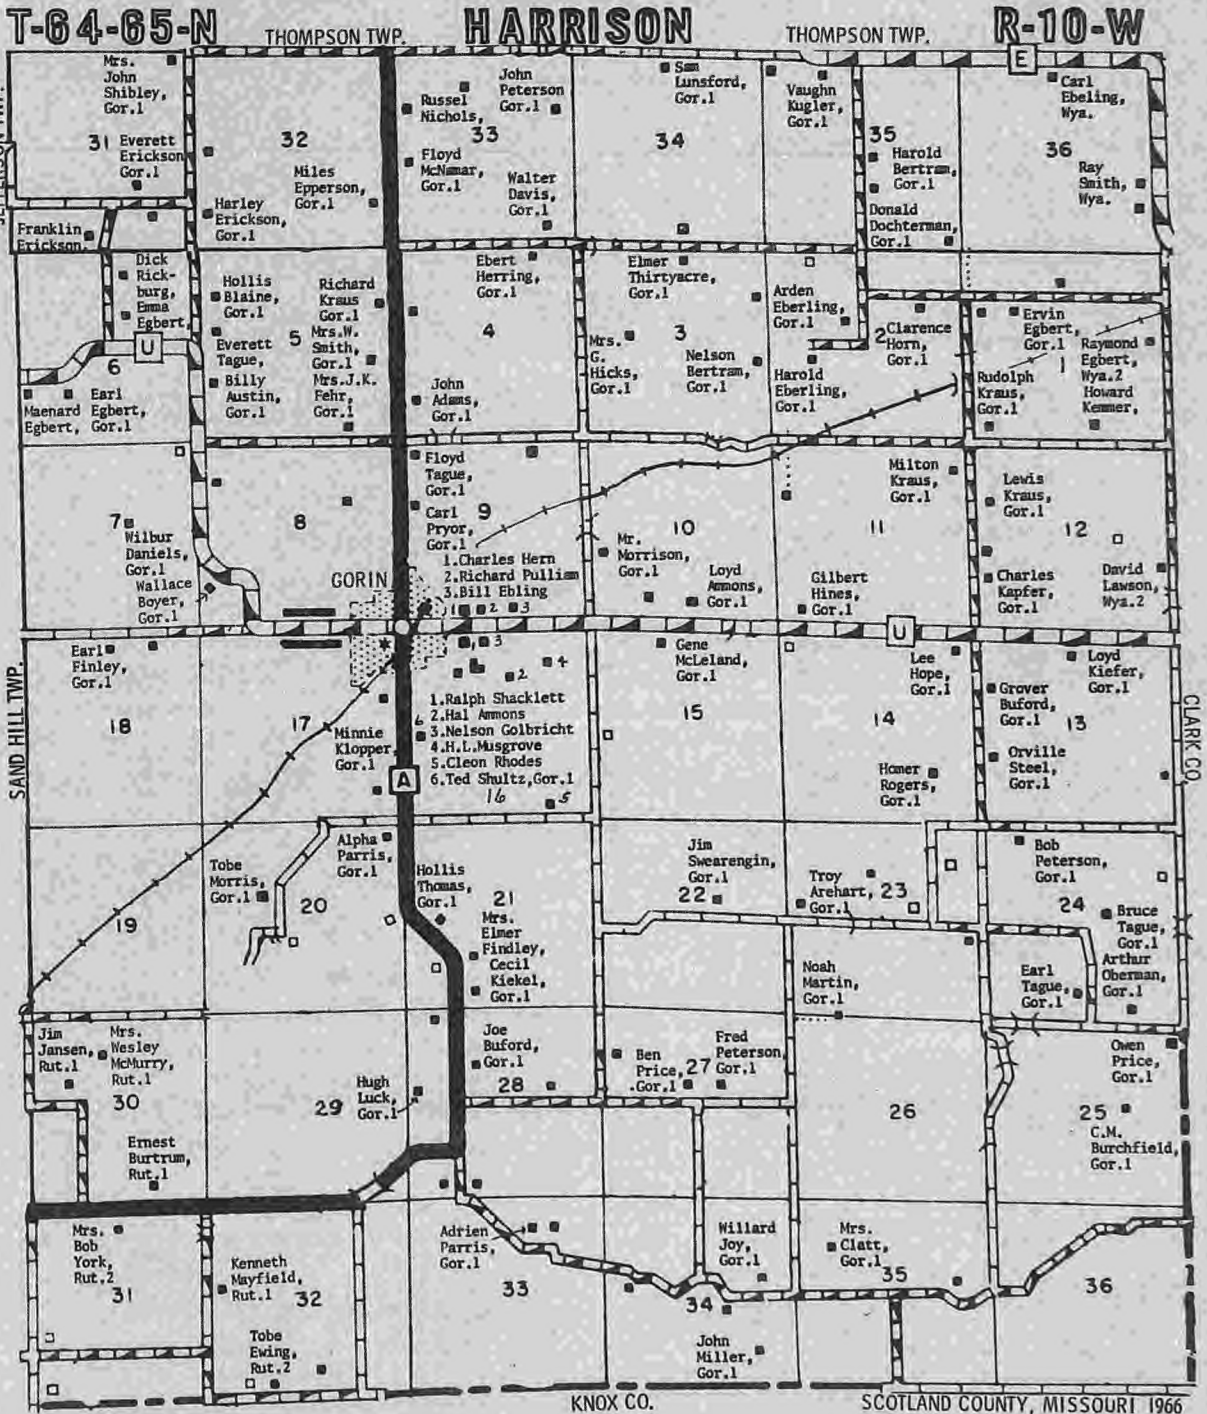 T-64-65-N
HARRISON
R-10-W
THOMPSON TWP.
THOMPSON TWP.
E
Mrs.
John
Shibley,
Gor.1
31
Everett
Erickson
Gor.1
Franklin
Erickson,
32
Miles
Epperson,
Gor.1
Harley
Erickson,
Gor.1
Russel
Nichols,
John
Peterson
Gor.1
33
Floyd
McNamar,
Gor.1
Walter
Davis,
Gor.1
Sam
Lunsford,
Gor.1
34
Vaughn
Kugler,
Gor.1
35
Harold
Bertram,
Gor.1
Donald
Dochterman,
Gor.1
Carl
Ebeling,
Wya.
36
Ray
Smith,
Wya.
Dick
Rick-
burg,
Emma
Egbert,
U
6
Earl
Egbert,
Gor.1
Maenard
Egbert,
Hollis
Blaine,
Gor.1
Richard
Kraus
Gor.1
5
Everett
Tague,
Mrs.W.
Smith,
Gor.1
Billy
Austin,
Gor.1
Mrs.J.K.
Fehr,
Gor.1
Ebert
Herring,
Gor.1
4
John
Adams,
Gor.1
Elmer
Thirtyacre,
Gor.1
3
Mrs.
G.
Hicks,
Gor.1
Nelson
Bertram,
Gor.1
Arden
Eberling,
Gor.1
2
Clarence
Horn,
Gor.1
Harold
Eberling,
Gor.1
Ervin
Egbert,
Gor.1
1
Raymond
Egbert,
Wya.2
Rudolph
Kraus,
Gor.1
Howard
Kemmer,
7
Wilbur
Daniels,
Gor.1
Wallace
Boyer,
Gor.1
8
GORIN
Floyd
Tague,
Gor.1
9
Carl
Pryor,
Gor.1
1.Charles Hern
2.Richard Pulliam
3.Bill Ebling
1
2
3
10
Mr.
Morrison,
Gor.1
Loyd
Ammons,
Gor.1
11
Milton
Kraus,
Gor.1
Gilbert
Hines,
Gor.1
Lewis
Kraus,
Gor.1
12
Charles
Kapfer,
Gor.1
David
Lawson,
Wya.2
U
SAND HILL TWP.
CLARK CO.
Earl
Finley,
Gor.1
18
17
Minnie
Klopper,
Gor.1
A
1
3
4
2
1.Ralph Shacklett
2.Hal Ammons
3.Nelson Golbricht
4.H.L.Musgrove
5.Cleon Rhodes
6.Ted Shultz,Gor.1
6
16
5
Gene
McLeland,
Gor.1
15
Lee
Hope,
Gor.1
14
Homer
Rogers,
Gor.1
Loyd
Kiefer,
Gor.1
Grover
Buford,
Gor.1
13
Orville
Steel,
Gor.1
19
Tobe
Morris,
Gor.1
20
Alpha
Parris,
Gor.1
Hollis
Thomas,
Gor.1
21
Mrs.
Elmer
Findley,
Cecil
Kiekel,
Gor.1
Jim
Swearengin,
Gor.1
22
Troy
Arehart,
Gor.1
23
Bob
Peterson,
Gor.1
24
Bruce
Tague,
Gor.1
Arthur
Oberman,
Gor.1
Earl
Tague,
Gor.1
Noah
Martin,
Gor.1
Jim
Jansen,
Rut.1
Mrs.
Wesley
McMurry,
Rut.1
30
Ernest
Burtrum,
Rut.1
29
Hugh
Luck,
Gor.1
Joe
Buford,
Gor.1
28
Ben
Price,
Gor.1
27
Fred
Peterson,
Gor.1
26
Owen
Price,
Gor.1
25
C.M.
Burchfield,
Gor.1
Mrs.
Bob
York,
Rut.2
31
Kenneth
Mayfield,
Rut.1
32
Tobe
Ewing,
Rut.2
Adrien
Parris,
Gor.1
33
Willard
Joy,
Gor.1
34
John
Miller,
Gor.1
Mrs.
Clatt,
Gor.1
35
36
KNOX CO.
SCOTLAND COUNTY, MISSOURI 1966